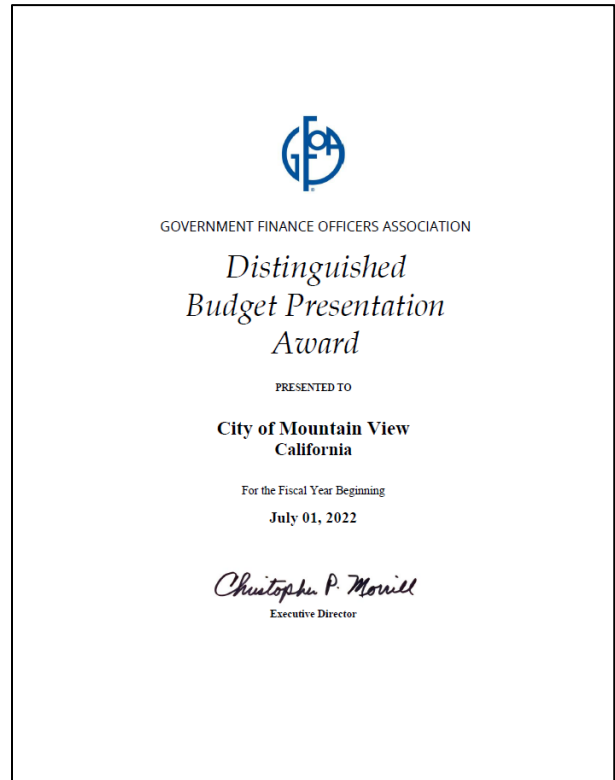 GFOA
GOVERNMENT FINANCE OFFICERS ASSOCIATION
Distinguished
Budget Presentation
Award
PRESENTED TO
City of Mountain View
California
For the Fiscal Year Beginning
July 01, 2022
Christopher P. Morrill
Executive Director